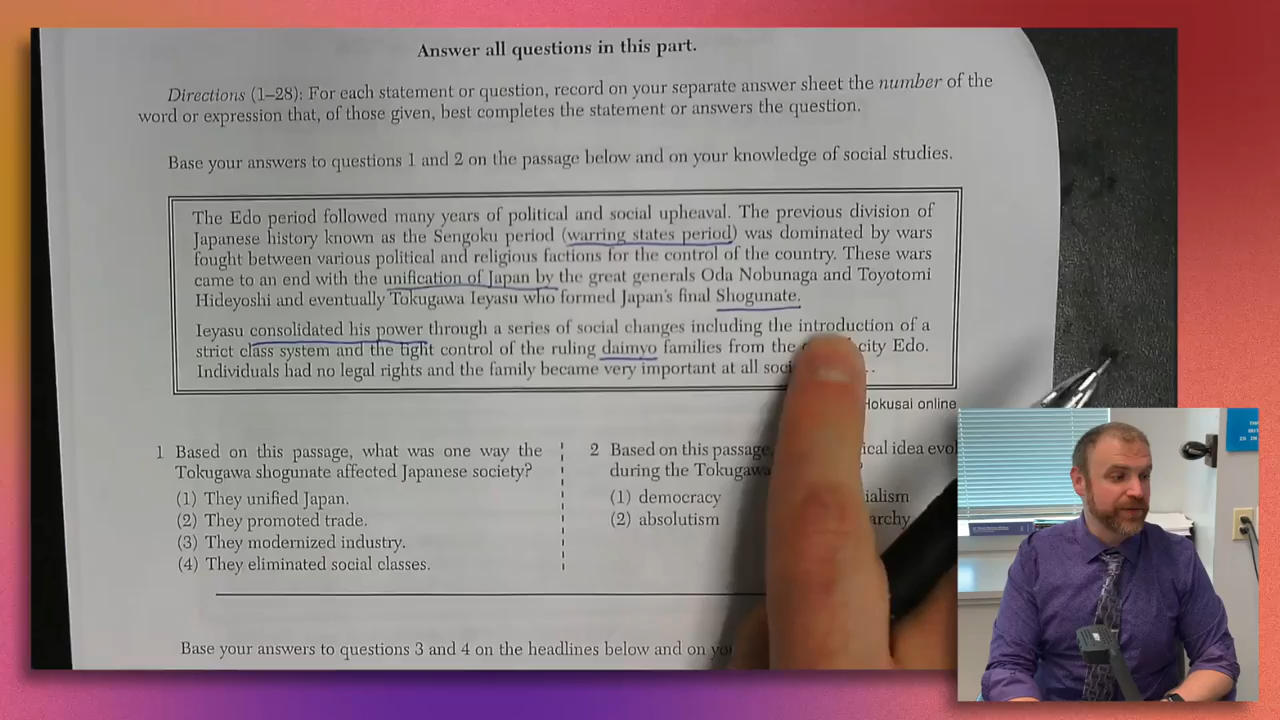 Answer all questions in this part.
Directions (1–28): For each statement or question, record on your separate answer sheet the number of the
word or expression that, of those given, best completes the statement or answers the question.
Base your answers to questions 1 and 2 on the passage below and on your knowledge of social studies.
The Edo period followed many years of political and social upheaval. The previous division of
Japanese history known as the Sengoku period (warring states period) was dominated by wars
fought between various political and religious factions for the control of the country. These wars
came to an end with the unification of Japan by the great generals Oda Nobunaga and Toyotomi
Hideyoshi and eventually Tokugawa Ieyasu who formed Japan's final Shogunate.
Ieyasu consolidated his power through a series of social changes including the introduction of a
strict class system and the tight control of the ruling daimyo families from the city Edo.
Individuals had no legal rights and the family became very important at all
Hokusai online
1 Based on this passage, what was one way the
Tokugawa shogunate affected Japanese society?
(1) They unified Japan.
(2) They promoted trade.
(3) They modernized industry.
(4) They eliminated social classes.
2 Based on this passage, idea
during the Tokugawa
(1) democracy
(2) absolutism
Base your answers to questions 3 and 4 on the headlines below and on